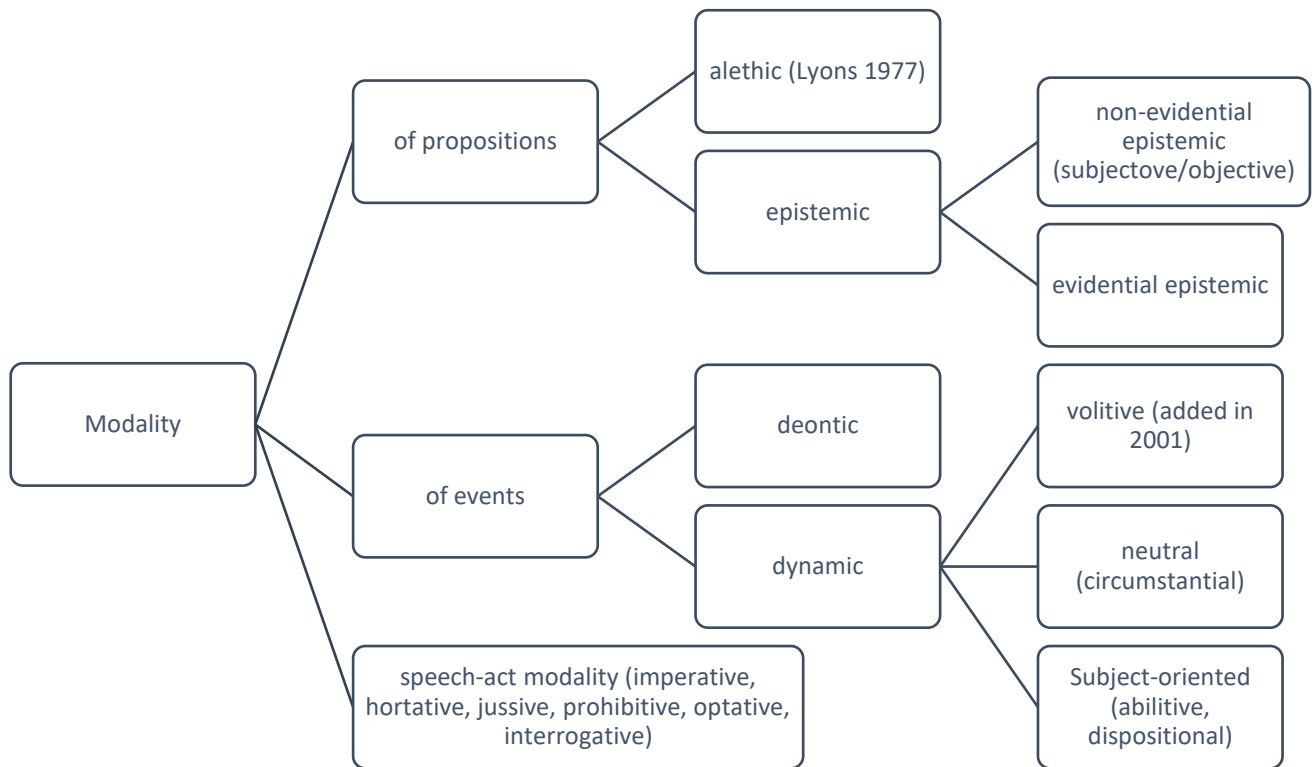 Modality
of propositions
alethic (Lyons 1977)
epistemic
non-evidential
epistemic
(subjectove/objective)
evidential epistemic
of events
deontic
dynamic
volitive (added in
2001)
neutral
(circumstantial)
Subject-oriented
(abilitive,
dispositional)
speech-act modality (imperative,
hortative, jussive, prohibitive, optative,
interrogative)